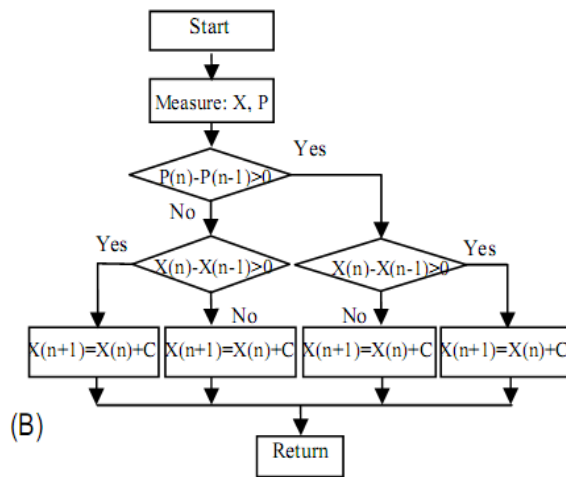 Start
Measure: X, P
Yes
P(n)-P(n-1)>0
No
Yes
Yes
X(n)-X(n-1)>0
X(n)-X(n-1)>0
No
No
X(n+1)=X(n)+C
X(n+1)=X(n)+C
X(n+1)=X(n)+C
X(n+1)=X(n)+C
(B)
Return